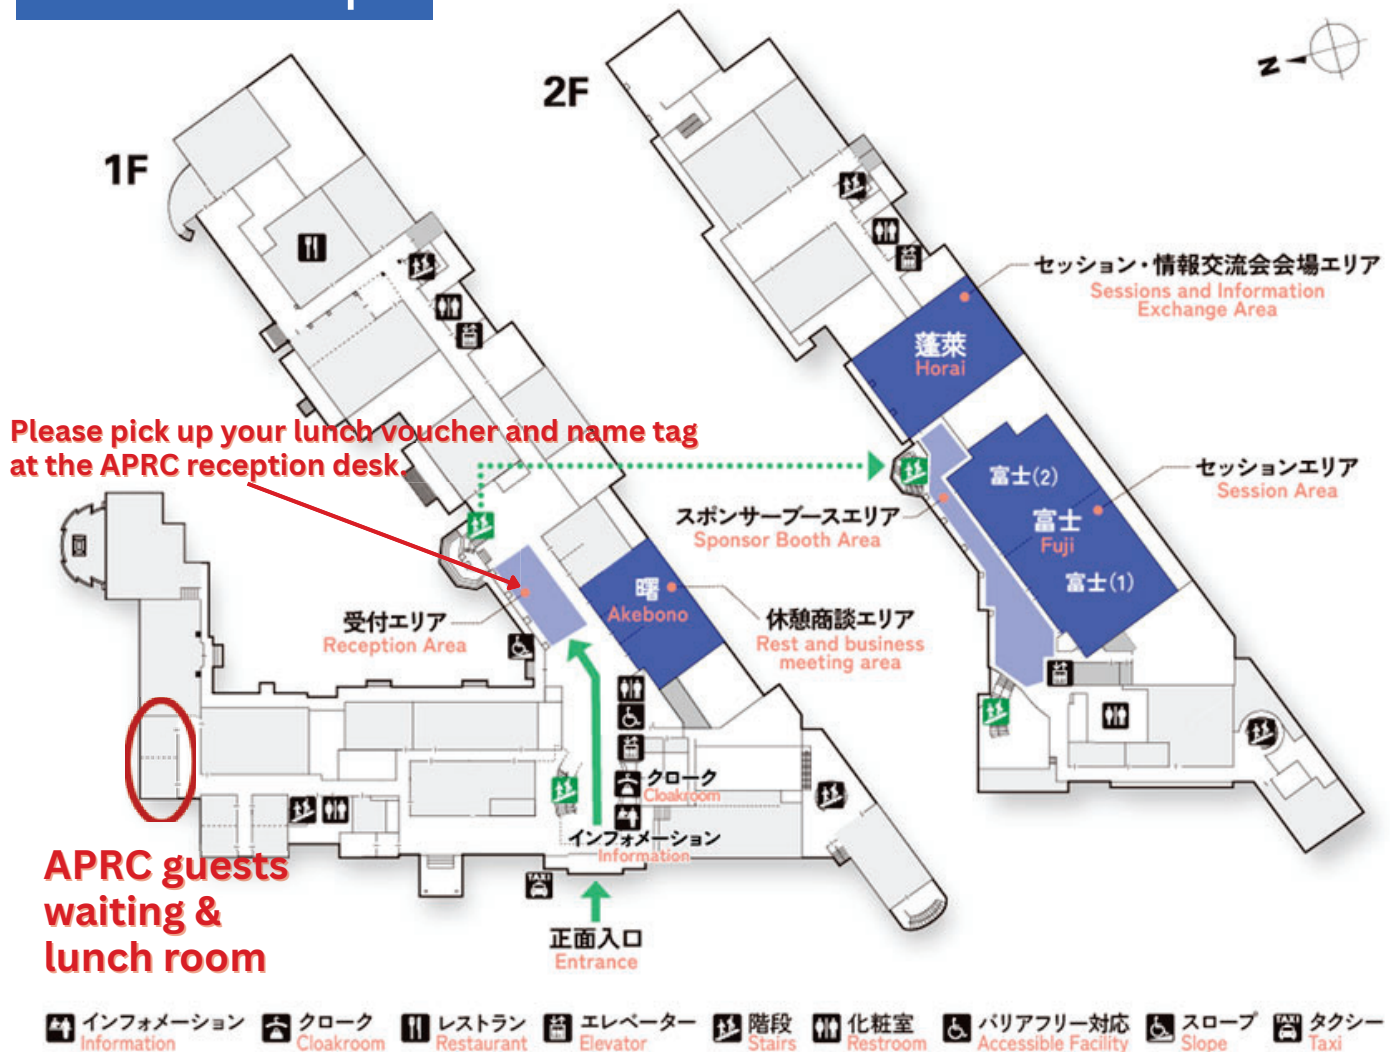 1F
2F
N
セッション・情報交流会会場エリア
Sessions and Information
Exchange Area
蓬萊
Horai
Please pick up your lunch voucher and name tag
at the APRC reception desk.
富士(2)
セッションエリア
Session Area
富士
Fuji
富士(1)
スポンサーブースエリア
Sponsor Booth Area
曙
Akebono
受付エリア
Reception Area
休憩商談エリア
Rest and business
meeting area
クローク
Cloakroom
インフォメーション
Information
APRC guests
waiting &
lunch room
TAXI
正面入口
Entrance
インフォメーション
Information
クローク
Cloakroom
レストラン
Restaurant
エレベーター
Elevator
階段
Stairs
化粧室
Restroom
バリアフリー対応
Accessible Facility
スロープ
Slope
TAXI
タクシー
Taxi